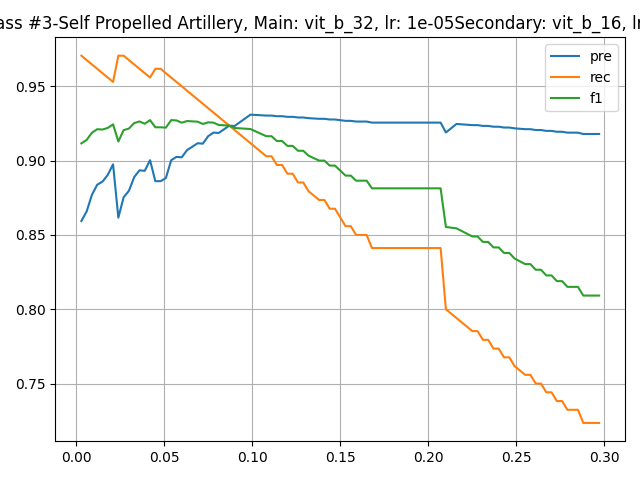 ass #3-Self Propelled Artillery, Main: vit_b_32, lr: 1e-05Secondary: vit_b_16, lr
pre
rec
f1
0.95
0.90
0.85
0.80
0.75
0.00 0.05 0.10 0.15 0.20 0.25 0.30